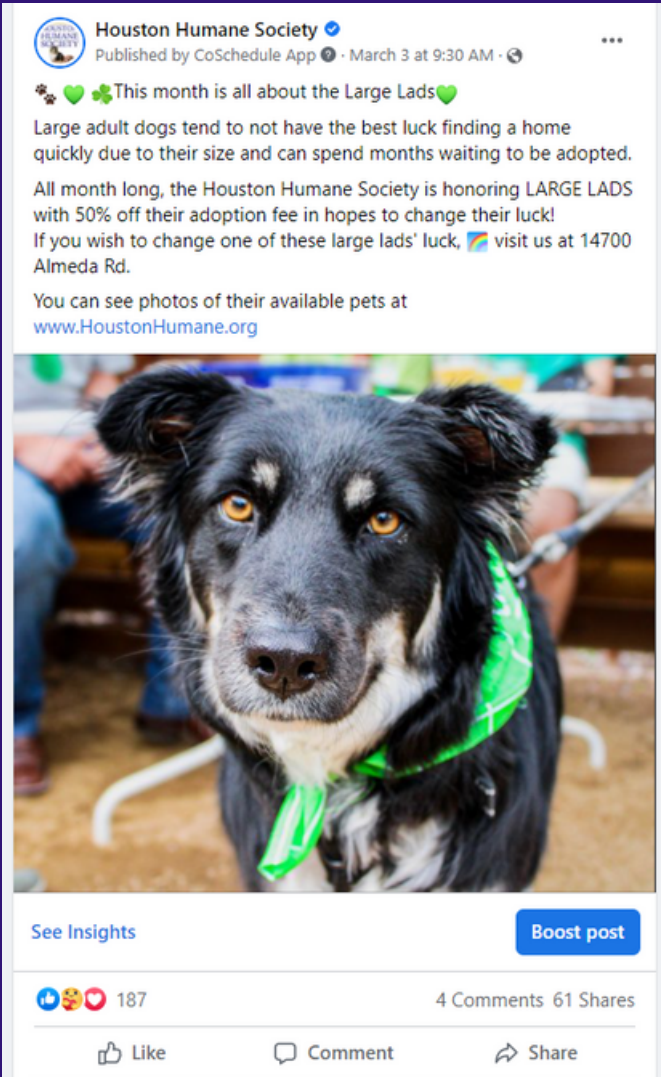 HOUSTON
HUMANE
SOCIETY
Houston Humane Society
Published by CoSchedule App · March 3 at 9:30 AM ·
🐾 💚 ☘️This month is all about the Large Lads💚
Large adult dogs tend to not have the best luck finding a home
quickly due to their size and can spend months waiting to be adopted.
All month long, the Houston Humane Society is honoring LARGE LADS
with 50% off their adoption fee in hopes to change their luck!
If you wish to change one of these large lads' luck, 🌈 visit us at 14700
Almeda Rd.
You can see photos of their available pets at
www.HoustonHumane.org
See Insights
Boost post
187
4 Comments 61 Shares
Like
Comment
Share